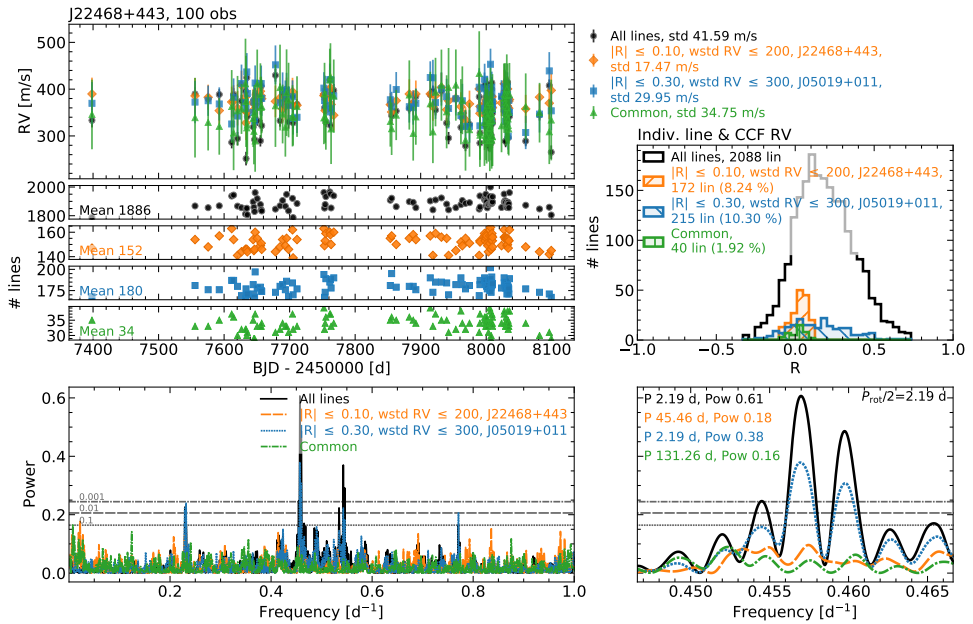 J22468+443, 100 obs
500
400
300
RV [m/s]
All lines, std 41.59 m/s
|R| ≤ 0.10, wstd RV ≤ 200, J22468+443,
std 17.47 m/s
|R| ≤ 0.30, wstd RV ≤ 300, J05019+011,
std 29.95 m/s
Common, std 34.75 m/s
2000
1800
Mean 1886
160
140
Mean 152
200
175
Mean 180
35
30
Mean 34
# lines
7400 7500 7600 7700 7800 7900 8000 8100
BJD - 2450000 [d]
Indiv. line & CCF RV
All lines, 2088 lin
|R| ≤ 0.10, wstd RV ≤ 200, J22468+443,
172 lin (8.24 %)
|R| ≤ 0.30, wstd RV ≤ 300, J05019+011,
215 lin (10.30 %)
Common,
40 lin (1.92 %)
150
100
50
0
# lines
−1.0 −0.5 0.0 0.5 1.0
R
All lines
|R| ≤ 0.10, wstd RV ≤ 200, J22468+443
|R| ≤ 0.30, wstd RV ≤ 300, J05019+011
Common
0.6
0.4
0.2
0.0
Power
0.001
0.01
0.1
0.2 0.4 0.6 0.8 1.0
Frequency [d⁻¹]
P 2.19 d, Pow 0.61
P 45.46 d, Pow 0.18
P 2.19 d, Pow 0.38
P 131.26 d, Pow 0.16
P_rot/2=2.19 d
0.450 0.455 0.460 0.465
Frequency [d⁻¹]